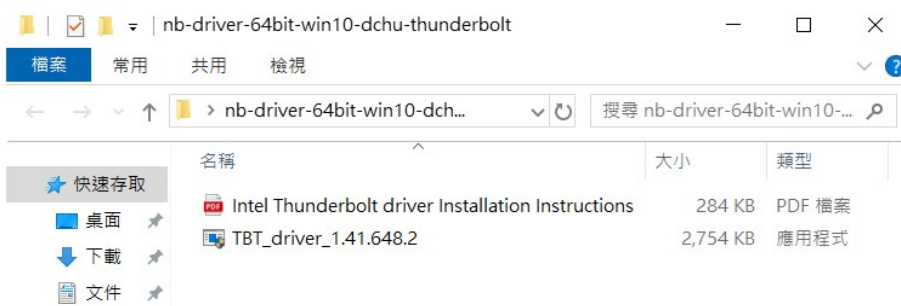 nb-driver-64bit-win10-dchu-thunderbolt
檔案 常用 共用 檢視
nb-driver-64bit-win10-dch... 搜尋 nb-driver-64bit-win10-...
名稱 大小 類型
快速存取
Intel Thunderbolt driver Installation Instructions 284 KB PDF 檔案
桌面
TBT_driver_1.41.648.2 2,754 KB 應用程式
下載
文件